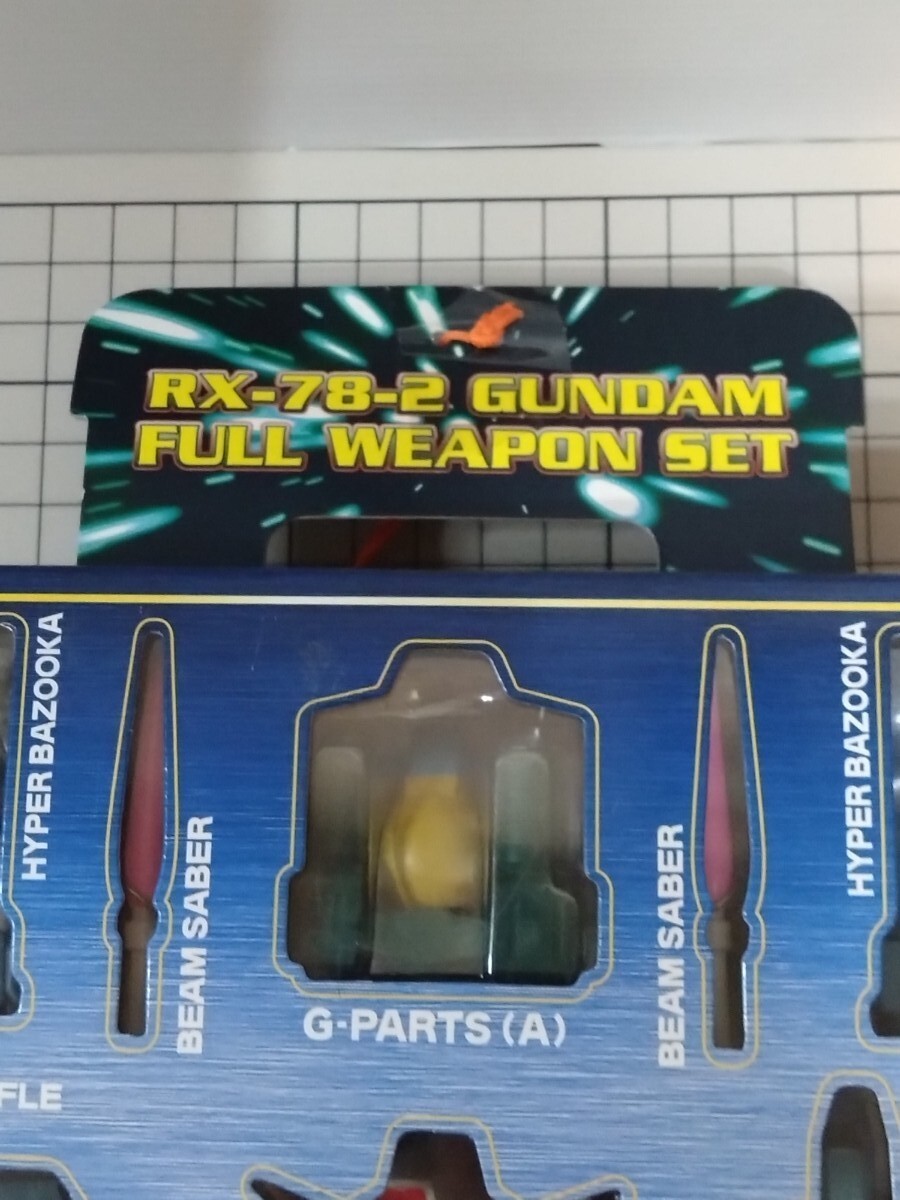 RX-78-2 GUNDAM
FULL WEAPON SET
HYPER BAZOOKA
BEAM SABER
G-PARTS (A)
BEAM SABER
HYPER BAZOOKA
FLE